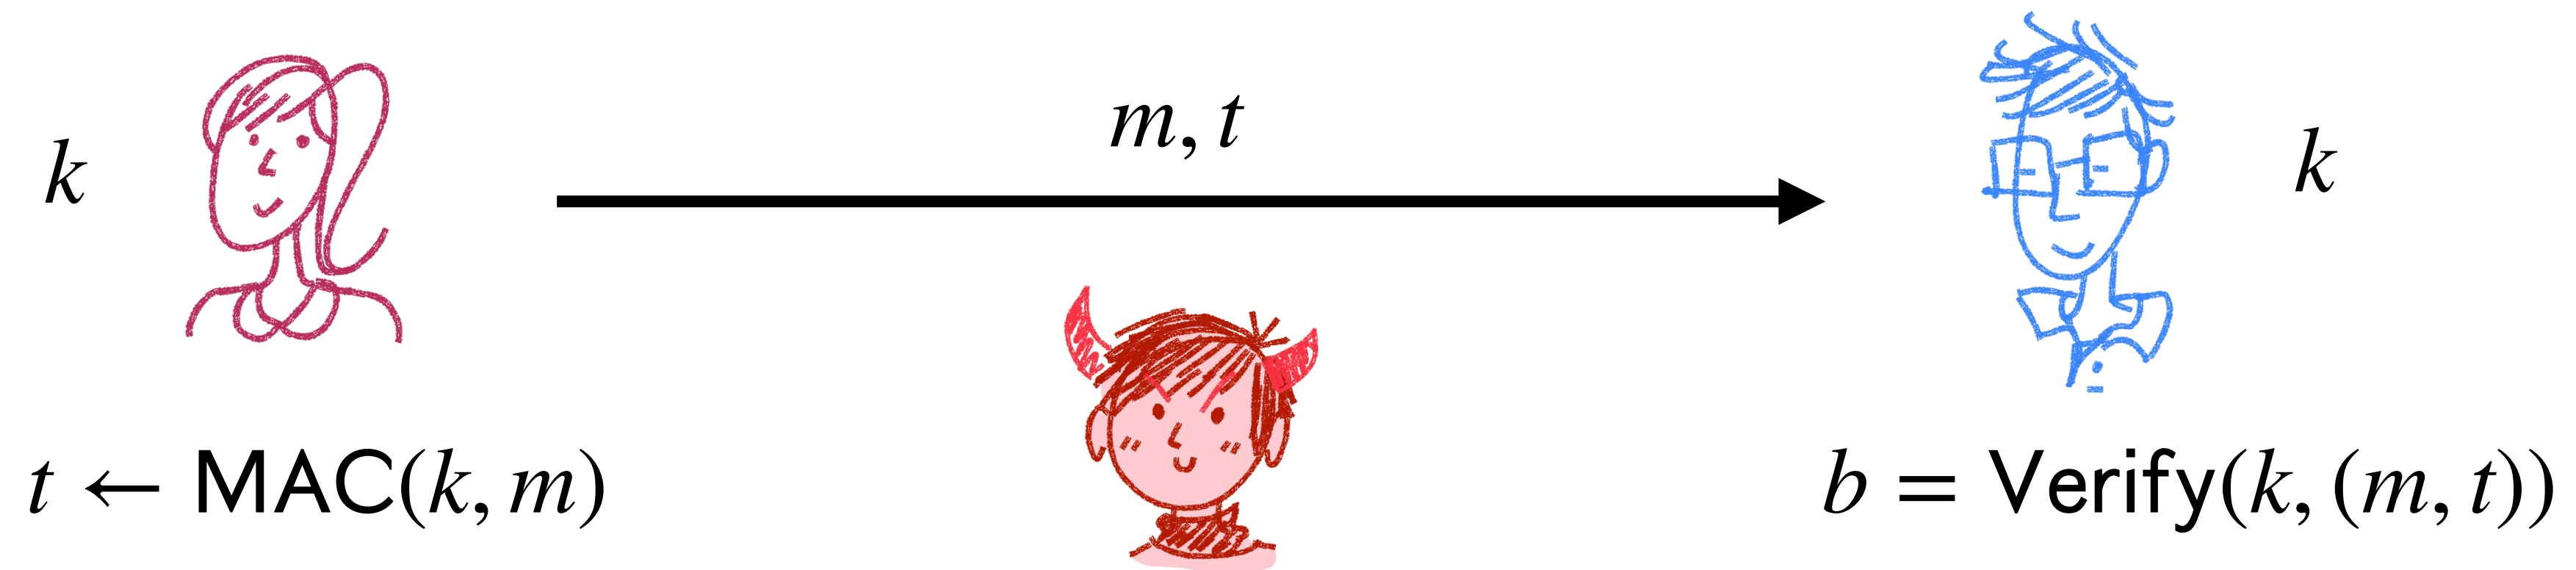 k
m, t
k
t ← MAC(k, m)
b = Verify(k, (m, t))